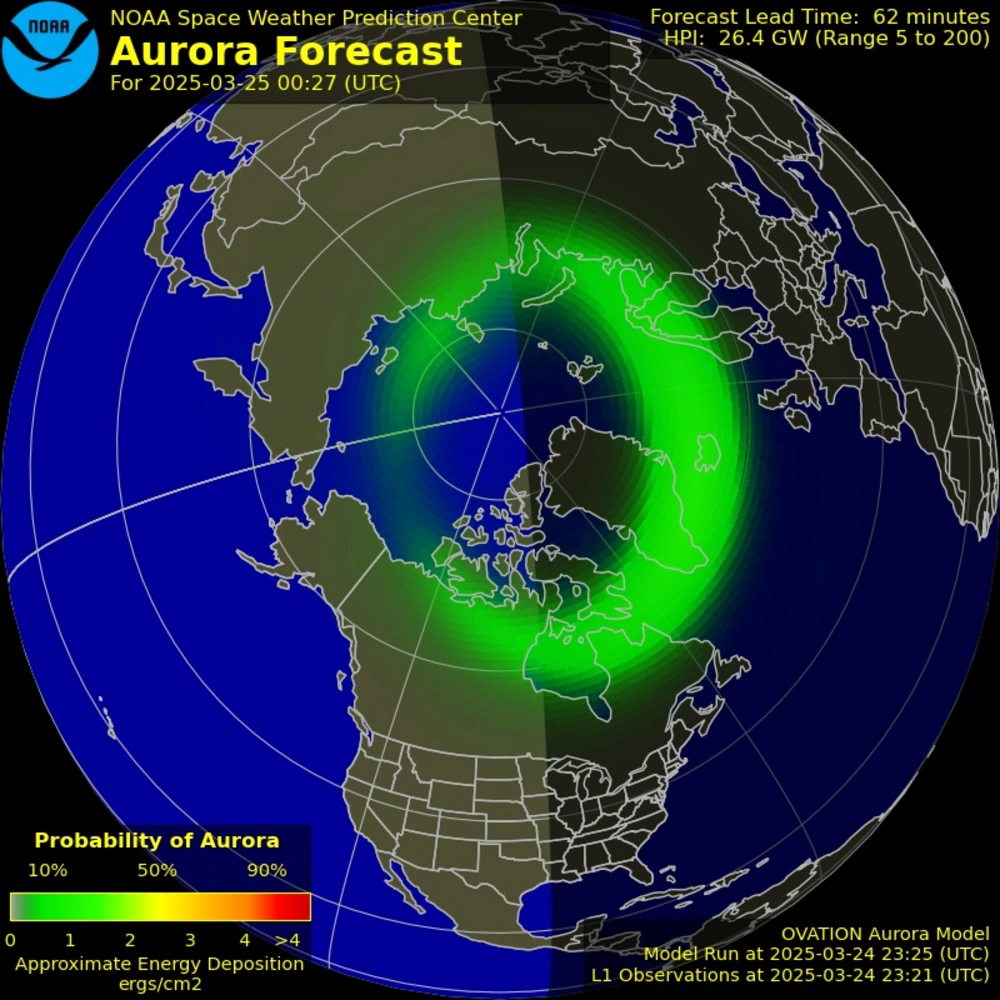 NOAA
NOAA Space Weather Prediction Center
Aurora Forecast
For 2025-03-25 00:27 (UTC)
Forecast Lead Time: 62 minutes
HPI: 26.4 GW (Range 5 to 200)
Probability of Aurora
10% 50% 90%
0 1 2 3 4 >4
Approximate Energy Deposition
ergs/cm2
OVATION Aurora Model
Model Run at 2025-03-24 23:25 (UTC)
L1 Observations at 2025-03-24 23:21 (UTC)